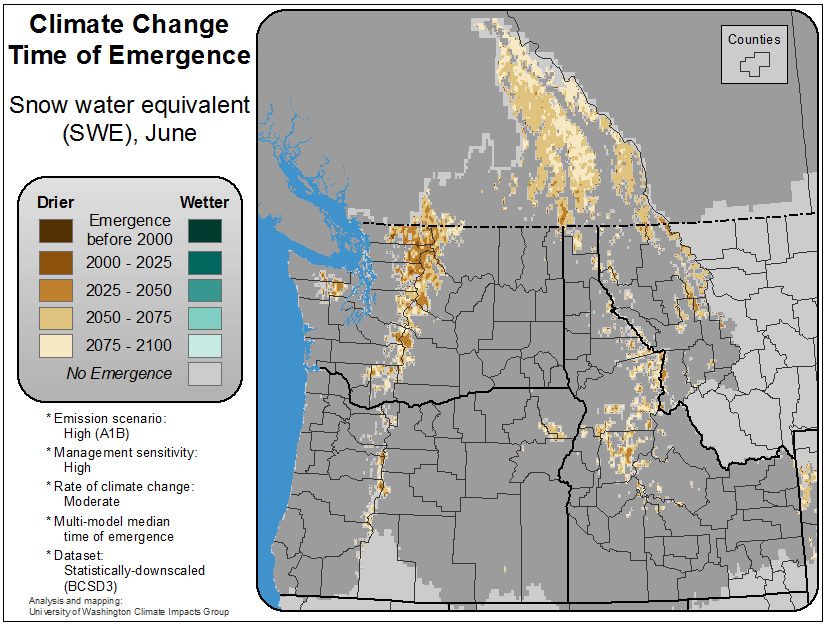 Climate Change
Time of Emergence
Snow water equivalent
(SWE), June
Drier
Wetter
Emergence
before 2000
2000 - 2025
2025 - 2050
2050 - 2075
2075 - 2100
No Emergence
* Emission scenario:
High (A1B)
* Management sensitivity:
High
* Rate of climate change:
Moderate
* Multi-model median
time of emergence
* Dataset:
Statistically-downscaled
(BCSD3)
Analysis and mapping:
University of Washington Climate Impacts Group
Counties